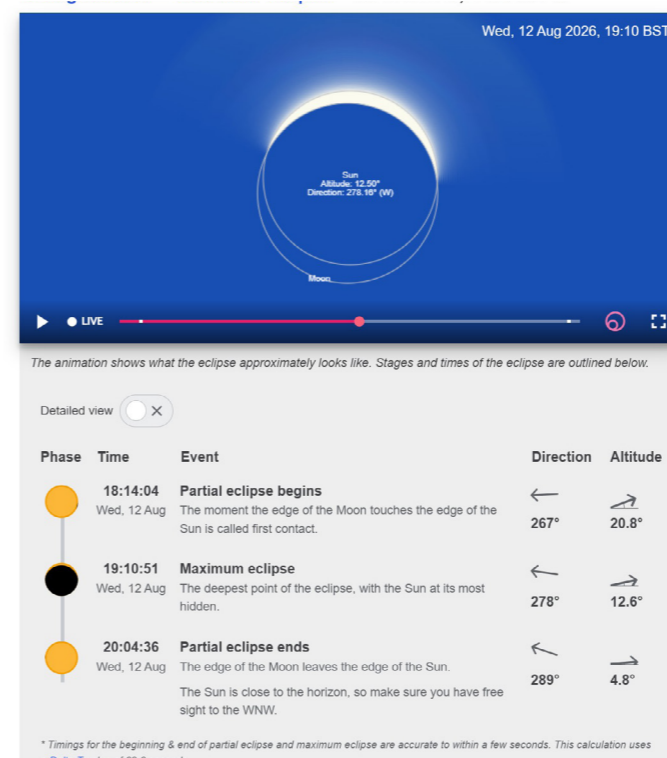 Wed, 12 Aug 2026, 19:10 BST
Sun
Altitude: 12.50°
Direction: 278.16° (W)
Moon
LIVE
The animation shows what the eclipse approximately looks like. Stages and times of the eclipse are outlined below.
Detailed view
Phase Time Event Direction Altitude
18:14:04 Partial eclipse begins
Wed, 12 Aug The moment the edge of the Moon touches the edge of the
Sun is called first contact.
267° 20.8°
19:10:51 Maximum eclipse
Wed, 12 Aug The deepest point of the eclipse, with the Sun at its most
hidden.
278° 12.6°
20:04:36 Partial eclipse ends
Wed, 12 Aug The edge of the Moon leaves the edge of the Sun.
289° 4.8°
The Sun is close to the horizon, so make sure you have free
sight to the WNW.
* Timings for the beginning & end of partial eclipse and maximum eclipse are accurate to within a few seconds. This calculation uses